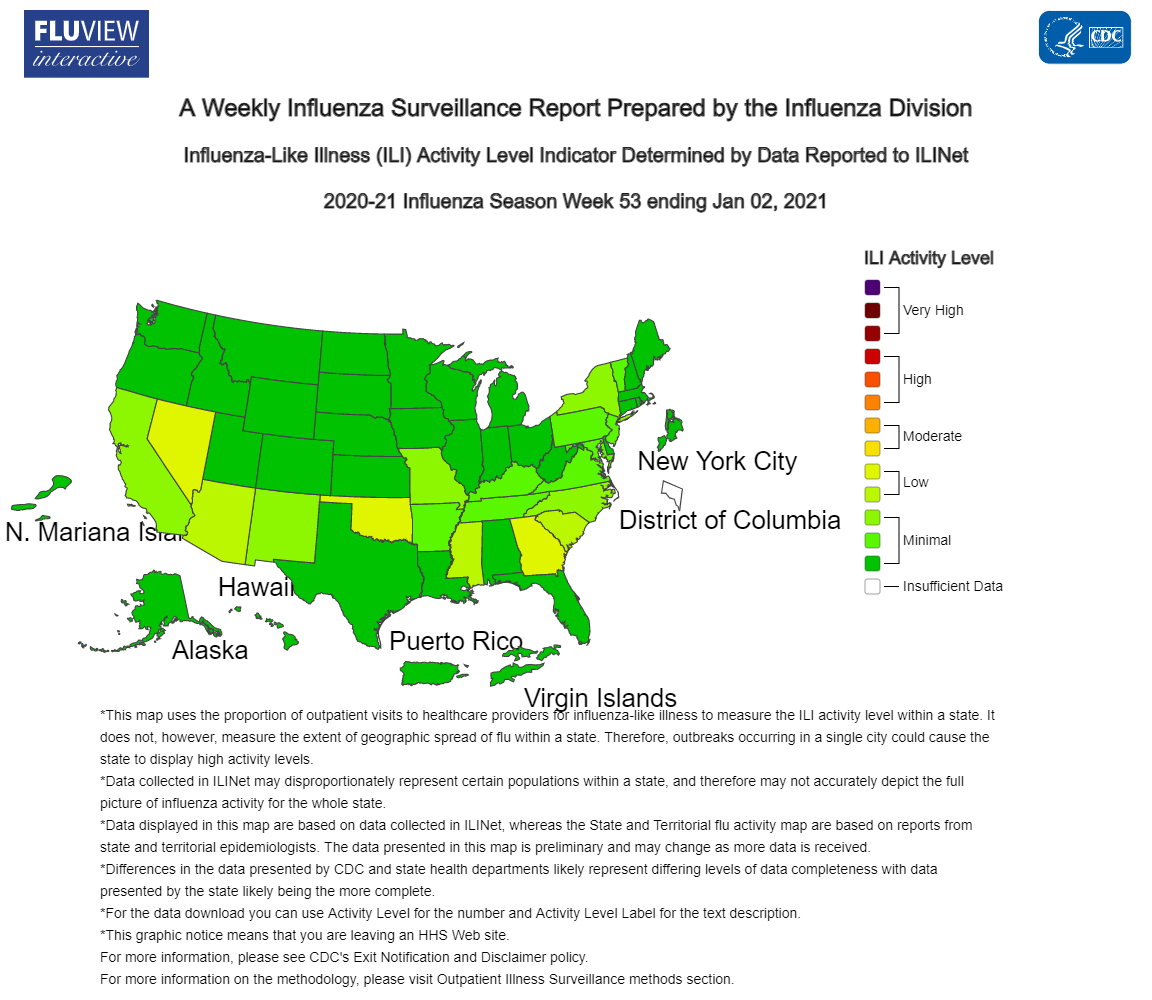 FLUVIEW
interactive
CDC
A Weekly Influenza Surveillance Report Prepared by the Influenza Division
Influenza-Like Illness (ILI) Activity Level Indicator Determined by Data Reported to ILINet
2020-21 Influenza Season Week 53 ending Jan 02, 2021
ILI Activity Level
Very High
High
Moderate
Low
Minimal
Insufficient Data
New York City
District of Columbia
N. Mariana Islan
Hawaii
Alaska
Puerto Rico
Virgin Islands
*This map uses the proportion of outpatient visits to healthcare providers for influenza-like illness to measure the ILI activity level within a state. It
does not, however, measure the extent of geographic spread of flu within a state. Therefore, outbreaks occurring in a single city could cause the
state to display high activity levels.
*Data collected in ILINet may disproportionately represent certain populations within a state, and therefore may not accurately depict the full
picture of influenza activity for the whole state.
*Data displayed in this map are based on data collected in ILINet, whereas the State and Territorial flu activity map are based on reports from
state and territorial epidemiologists. The data presented in this map is preliminary and may change as more data is received.
*Differences in the data presented by CDC and state health departments likely represent differing levels of data completeness with data
presented by the state likely being the more complete.
*For the data download you can use Activity Level for the number and Activity Level Label for the text description.
*This graphic notice means that you are leaving an HHS Web site.
For more information, please see CDC's Exit Notification and Disclaimer policy.
For more information on the methodology, please visit Outpatient Illness Surveillance methods section.